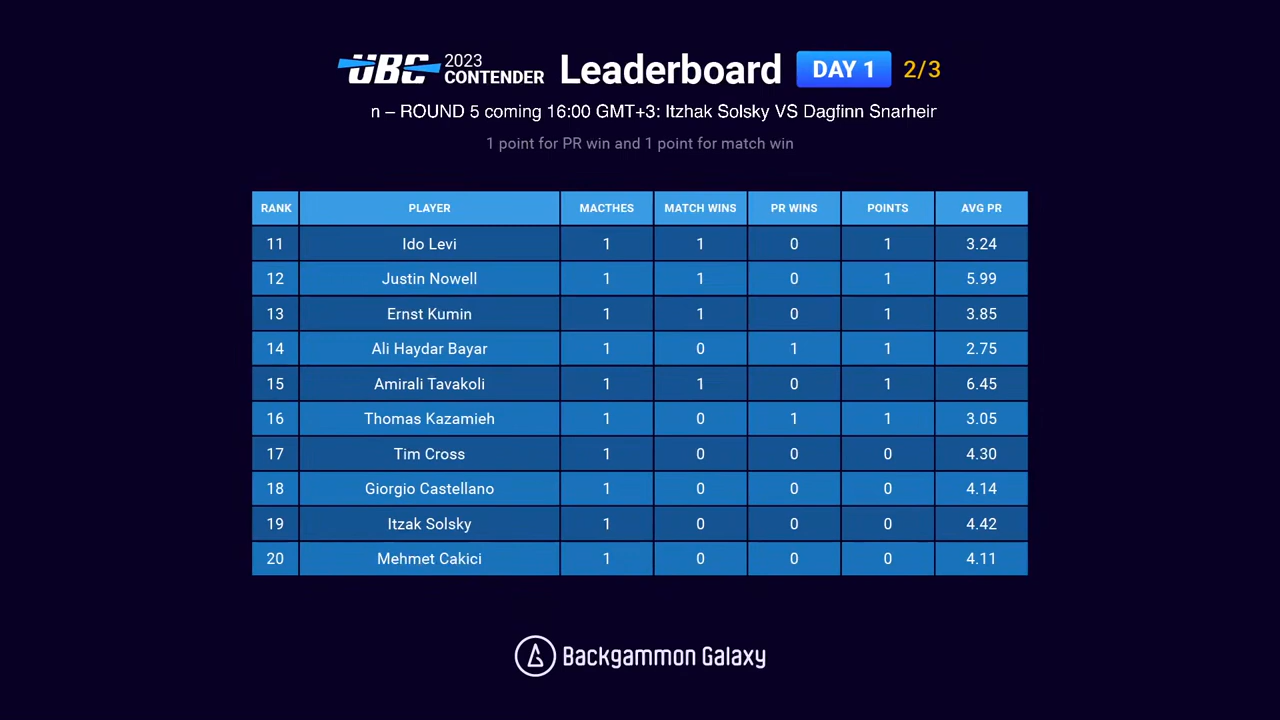 UBC 2023 CONTENDER Leaderboard DAY 1 2/3
n – ROUND 5 coming 16:00 GMT+3: Itzhak Solsky VS Dagfinn Snarheir
1 point for PR win and 1 point for match win
RANK PLAYER MACTHES MATCH WINS PR WINS POINTS AVG PR
11 Ido Levi 1 1 0 1 3.24
12 Justin Nowell 1 1 0 1 5.99
13 Ernst Kumin 1 1 0 1 3.85
14 Ali Haydar Bayar 1 0 1 1 2.75
15 Amirali Tavakoli 1 1 0 1 6.45
16 Thomas Kazamieh 1 0 1 1 3.05
17 Tim Cross 1 0 0 0 4.30
18 Giorgio Castellano 1 0 0 0 4.14
19 Itzak Solsky 1 0 0 0 4.42
20 Mehmet Cakici 1 0 0 0 4.11
Backgammon Galaxy